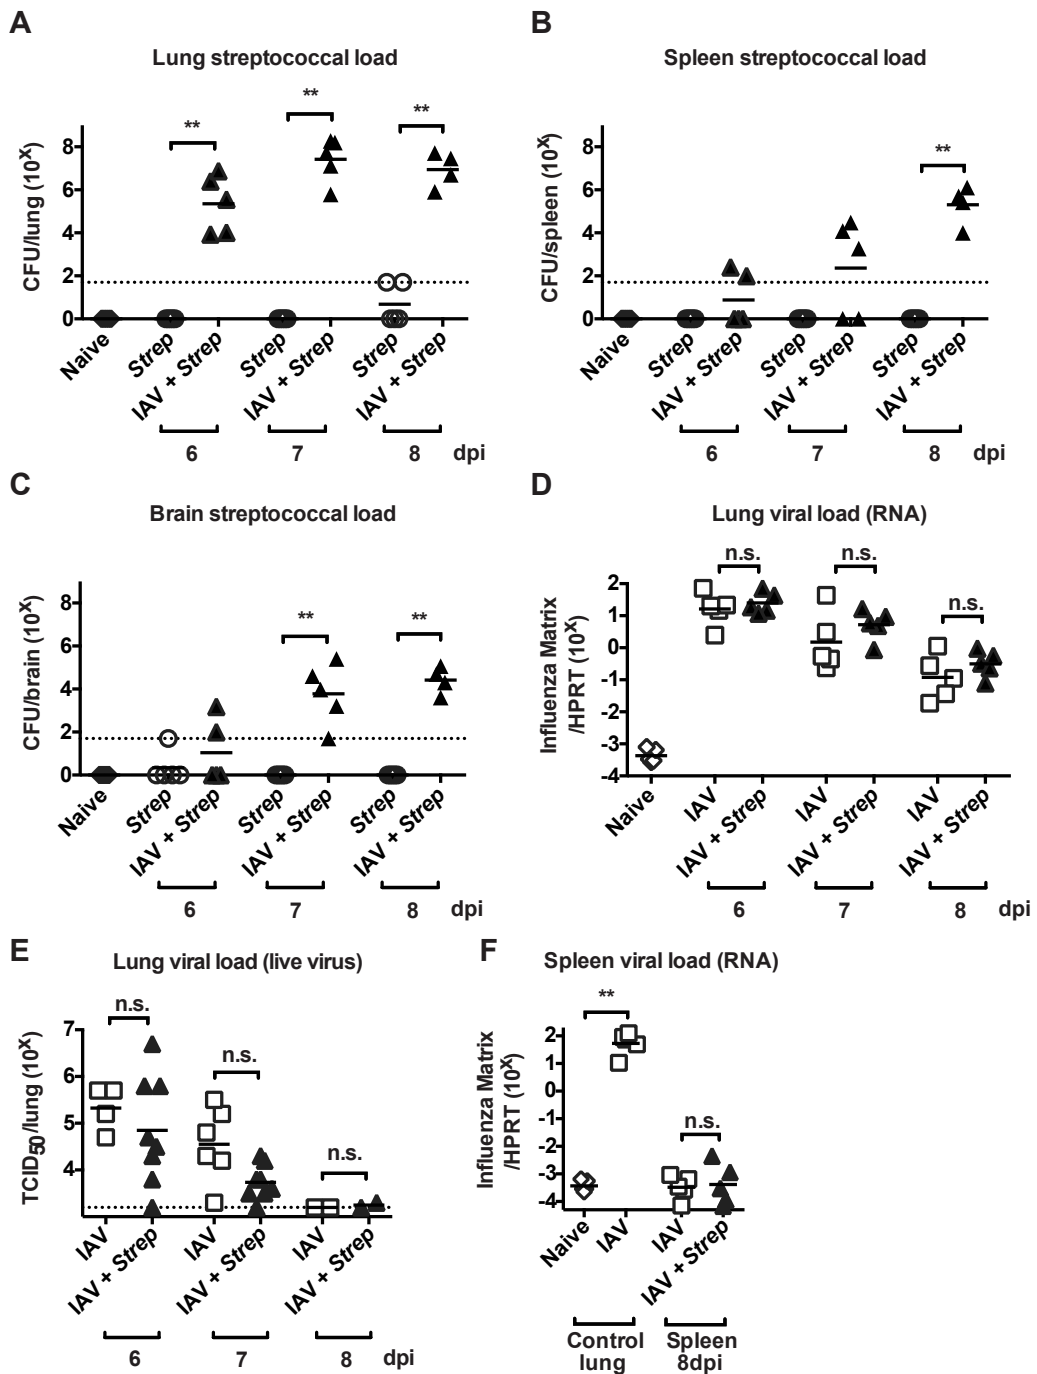 A
Lung streptococcal load
CFU/lung (10^X)
8
6
4
2
0
**
**
**
Naive
Strep
IAV + Strep
Strep
IAV + Strep
Strep
IAV + Strep
6
7
8
dpi
B
Spleen streptococcal load
CFU/spleen (10^X)
8
6
4
2
0
**
Naive
Strep
IAV + Strep
Strep
IAV + Strep
Strep
IAV + Strep
6
7
8
dpi
C
Brain streptococcal load
CFU/brain (10^X)
8
6
4
2
0
**
**
Naive
Strep
IAV + Strep
Strep
IAV + Strep
Strep
IAV + Strep
6
7
8
dpi
D
Lung viral load (RNA)
Influenza Matrix
/HPRT (10^X)
2
1
0
-1
-2
-3
-4
n.s.
n.s.
n.s.
Naive
IAV
IAV + Strep
IAV
IAV + Strep
IAV
IAV + Strep
6
7
8
dpi
E
Lung viral load (live virus)
TCID50/lung (10^X)
7
6
5
4
n.s.
n.s.
n.s.
IAV
IAV + Strep
IAV
IAV + Strep
IAV
IAV + Strep
6
7
8
dpi
F
Spleen viral load (RNA)
Influenza Matrix
/HPRT (10^X)
2
1
0
-1
-2
-3
-4
**
n.s.
Naive
IAV
IAV
IAV + Strep
Control
lung
Spleen
8dpi